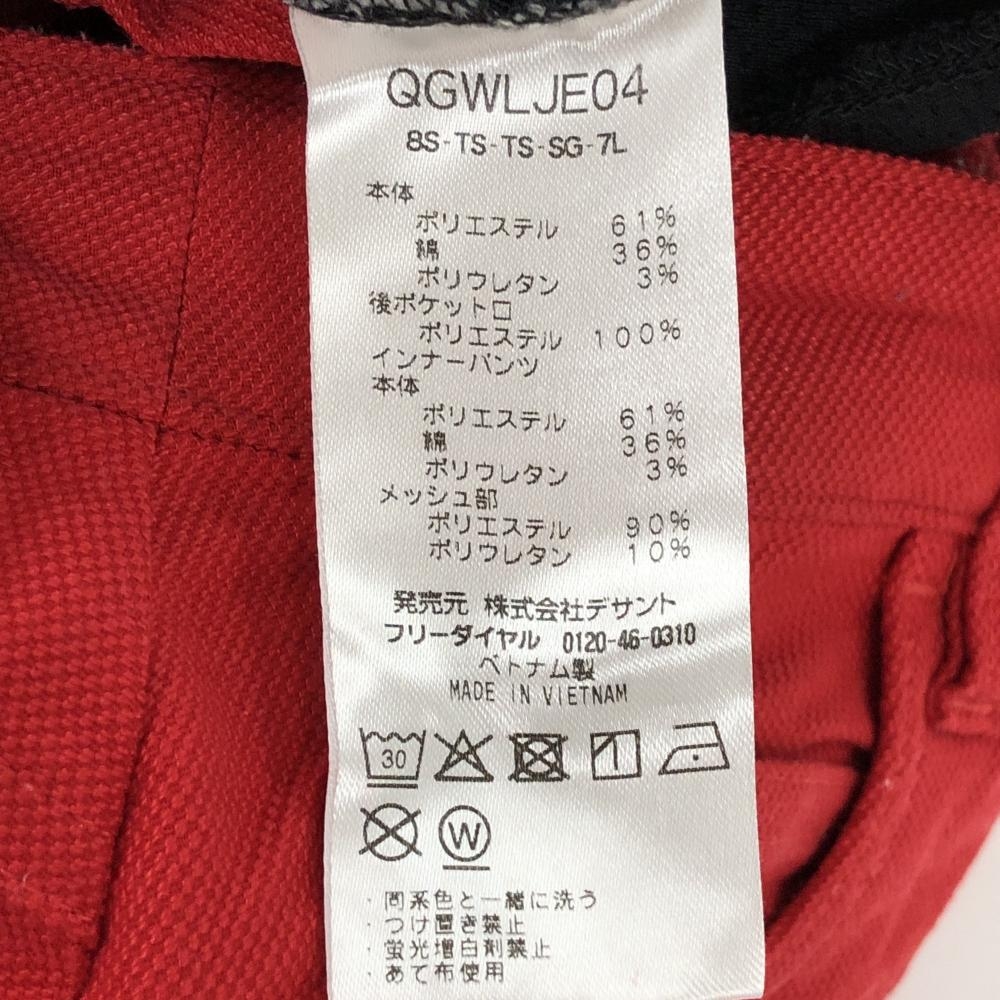 QGWLJE04
8S-TS-TS-SG-7L
本体
ポリエステル 61%
綿 36%
ポリウレタン 3%
後ポケット口
ポリエステル 100%
インナーパンツ
本体
ポリエステル 61%
綿 36%
ポリウレタン 3%
メッシュ部
ポリエステル 90%
ポリウレタン 10%
発売元 株式会社デサント
フリーダイヤル 0120-46-0310
ベトナム製
MADE IN VIETNAM
30
W
・同系色と一緒に洗う
・つけ置き禁止
・蛍光増白剤禁止
・あて布使用